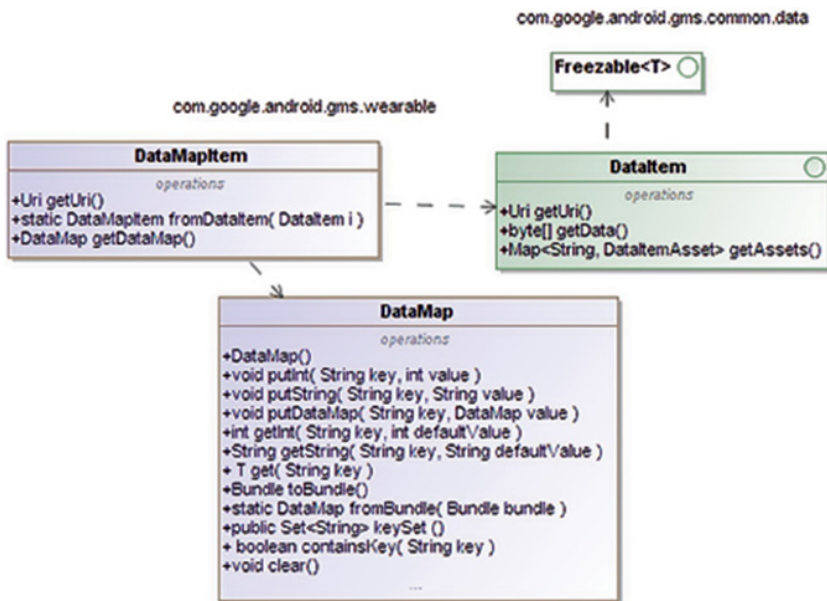 com.google.android.gms.common.data
Freezable<T>
com.google.android.gms.wearable
DataMapItem
operations
+Uri getUri()
+static DataMapItem fromDataItem( DataItem i )
+DataMap getDataMap()
DataItem
operations
+Uri getUri()
+byte[] getData()
+Map<String, DataItemAsset> getAssets()
DataMap
operations
+DataMap()
+void putInt( String key, int value )
+void putString( String key, String value )
+void putDataMap( String key, DataMap value )
+int getInt( String key, int defaultValue )
+String getString( String key, String defaultValue )
+ T get( String key )
+Bundle toBundle()
+static DataMap fromBundle( Bundle bundle )
+public Set<String> keySet ()
+ boolean containsKey( String key )
+void clear()
...